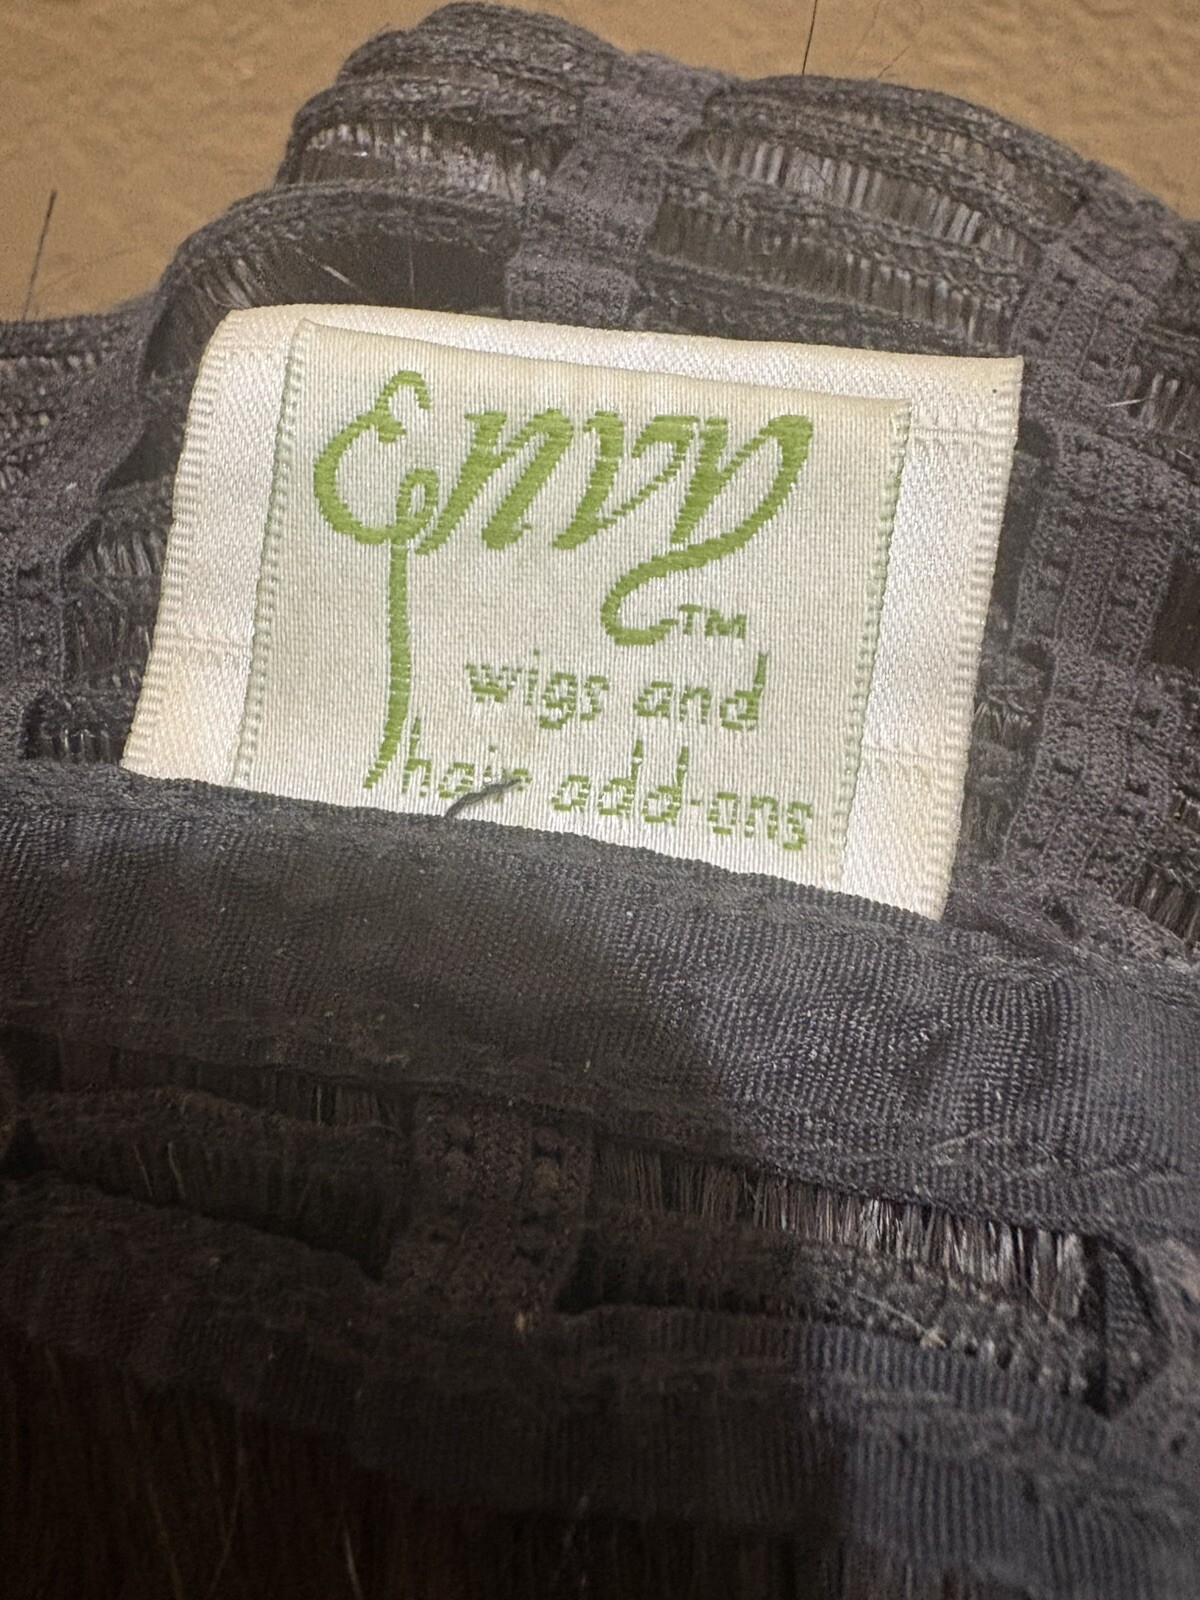 Envy
TM
wigs and
hair add-ons